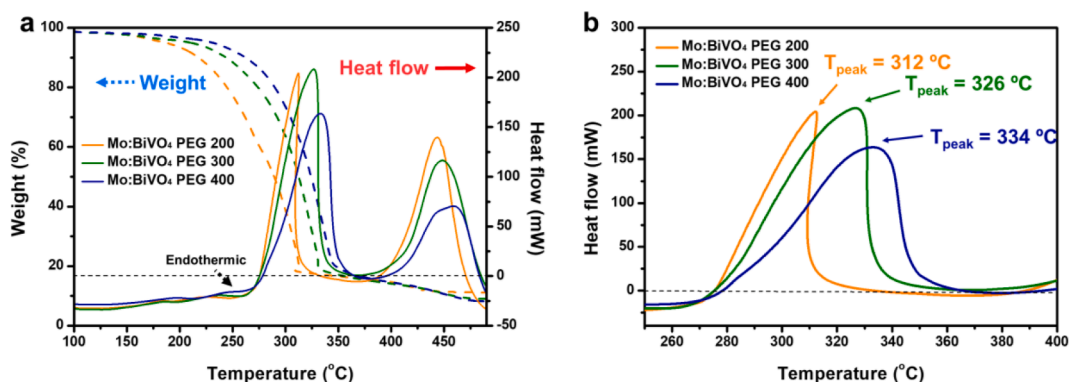 a
100
80
60
40
20
0
Weight (%)
Weight
Heat flow
Mo:BiVO₄ PEG 200
Mo:BiVO₄ PEG 300
Mo:BiVO₄ PEG 400
Endothermic
250
200
150
100
50
0
-50
Heat flow (mW)
100 150 200 250 300 350 400 450
Temperature (°C)
b
300
250
200
150
100
50
0
-50
Heat flow (mW)
Mo:BiVO₄ PEG 200
Mo:BiVO₄ PEG 300
Mo:BiVO₄ PEG 400
Tpeak = 312 ºC
Tpeak = 326 ºC
Tpeak = 334 ºC
260 280 300 320 340 360 380 400
Temperature (°C)